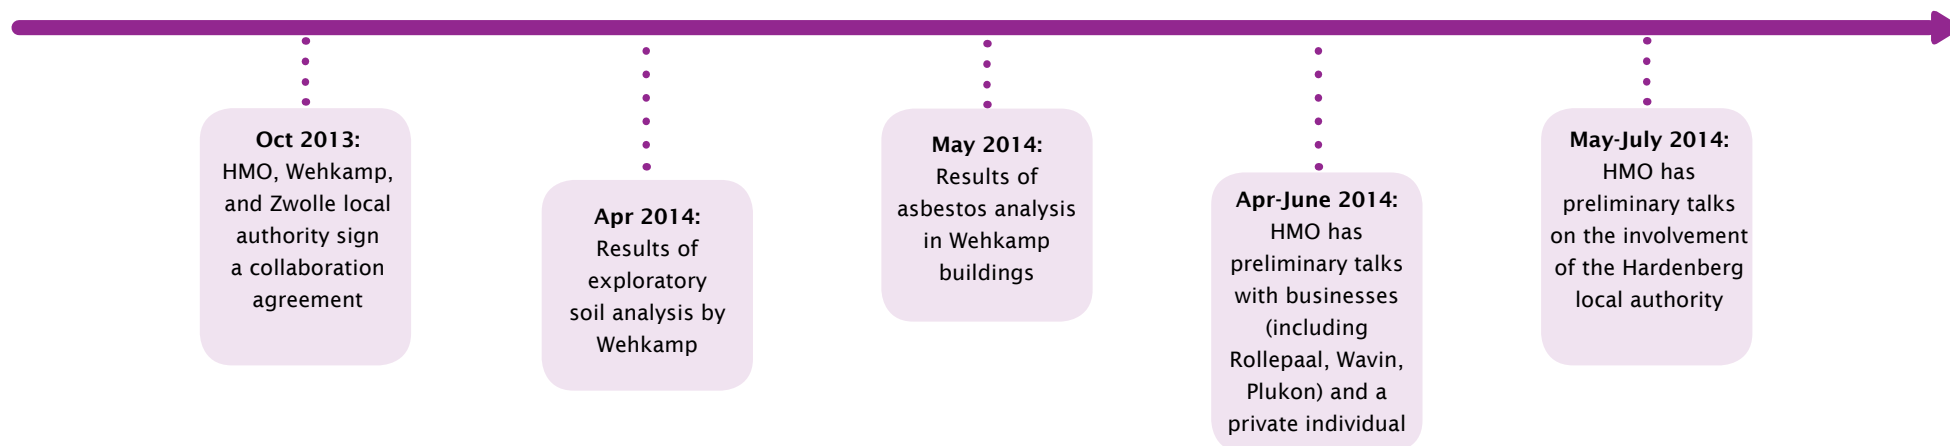 Oct 2013:
HMO, Wehkamp,
and Zwolle local
authority sign
a collaboration
agreement
Apr 2014:
Results of
exploratory
soil analysis by
Wehkamp
May 2014:
Results of
asbestos analysis
in Wehkamp
buildings
Apr-June 2014:
HMO has
preliminary talks
with businesses
(including
Rollepaal, Wavin,
Plukon) and a
private individual
May-July 2014:
HMO has
preliminary talks
on the involvement
of the Hardenberg
local authority